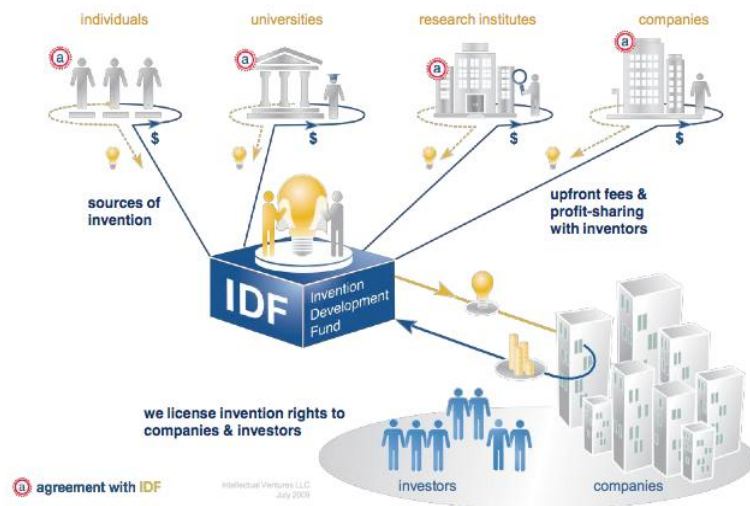 individuals
universities
research institutes
companies
a
a
a
a
$
$
$
$
sources of
invention
upfront fees &
profit-sharing
with inventors
IDF
Invention
Development
Fund
we license invention rights to
companies & investors
investors
companies
a agreement with IDF
Intellectual Ventures LLC.
July 2009